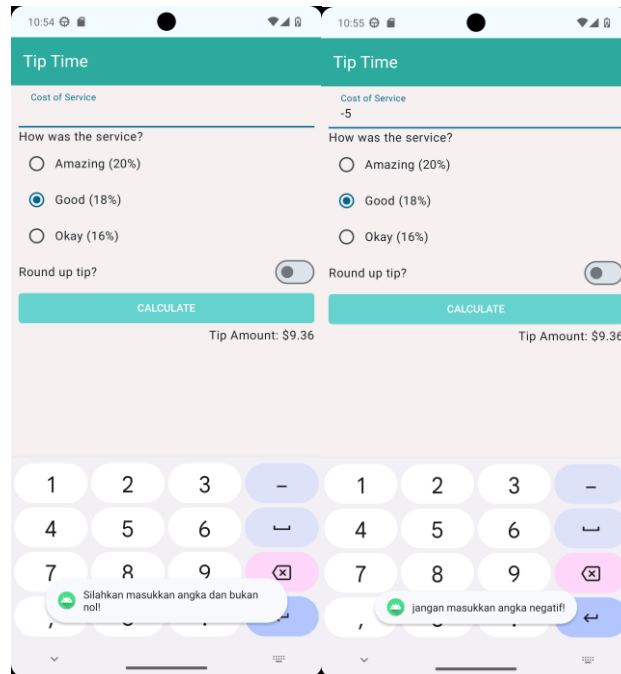 10:54
Tip Time
Cost of Service
How was the service?
Amazing (20%)
Good (18%)
Okay (16%)
Round up tip?
CALCULATE
Tip Amount: $9.36
1 2 3 –
4 5 6
7 8 9
Silahkan masukkan angka dan bukan
nol!
10:55
Tip Time
Cost of Service
-5
How was the service?
Amazing (20%)
Good (18%)
Okay (16%)
Round up tip?
CALCULATE
Tip Amount: $9.36
1 2 3 –
4 5 6
7 8 9
jangan masukkan angka negatif!